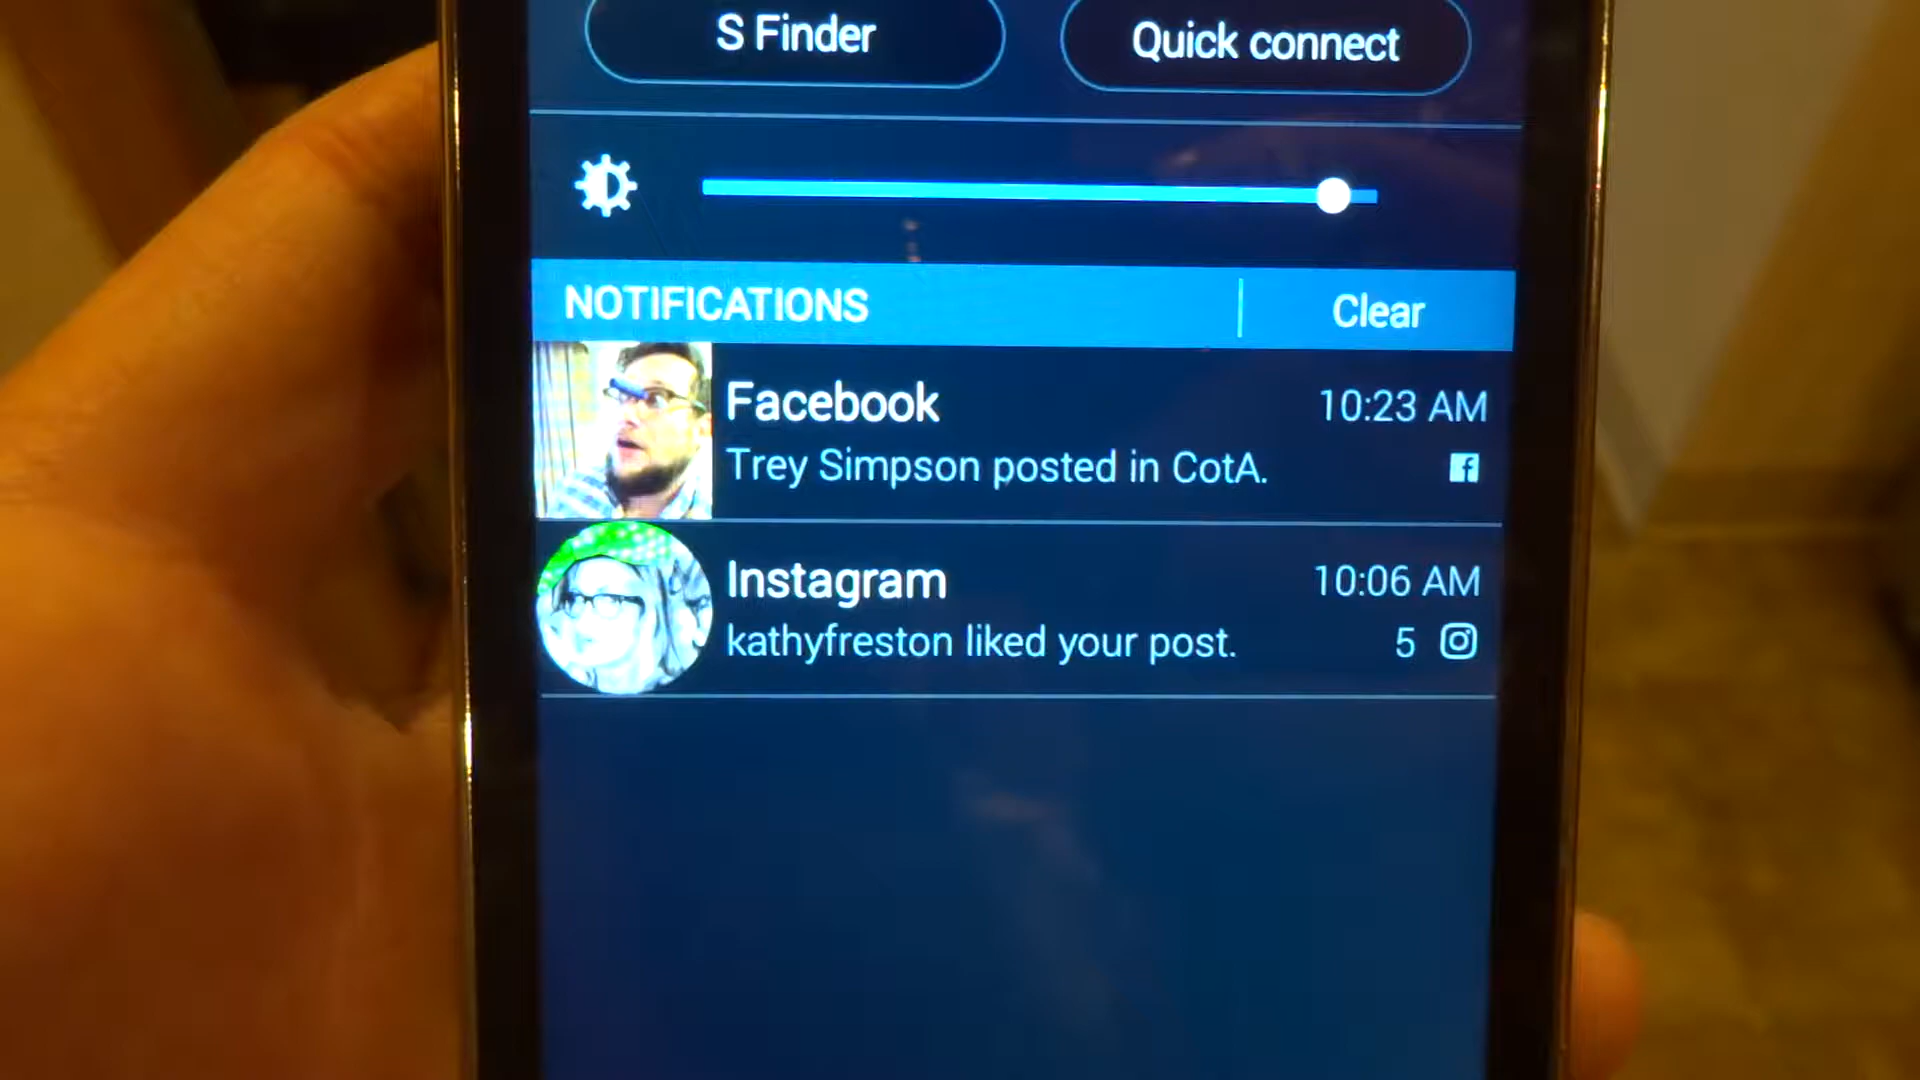 S Finder
Quick connect
NOTIFICATIONS
Clear
Facebook
10:23 AM
Trey Simpson posted in CotA.
Instagram
10:06 AM
kathyfreston liked your post.
5